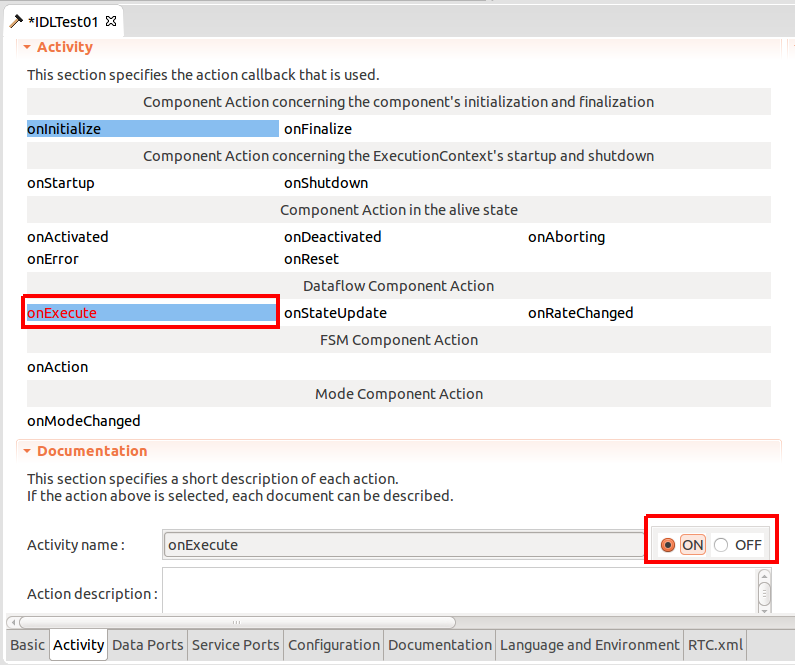 *IDLTest01
Activity
This section specifies the action callback that is used.
Component Action concerning the component's initialization and finalization
onInitialize onFinalize
Component Action concerning the ExecutionContext's startup and shutdown
onStartup onShutdown
Component Action in the alive state
onActivated onDeactivated onAborting
onError onReset
Dataflow Component Action
onExecute onStateUpdate onRateChanged
FSM Component Action
onAction
Mode Component Action
onModeChanged
Documentation
This section specifies a short description of each action.
If the action above is selected, each document can be described.
Activity name : onExecute ON OFF
Action description :
Basic Activity Data Ports Service Ports Configuration Documentation Language and Environment RTC.xml